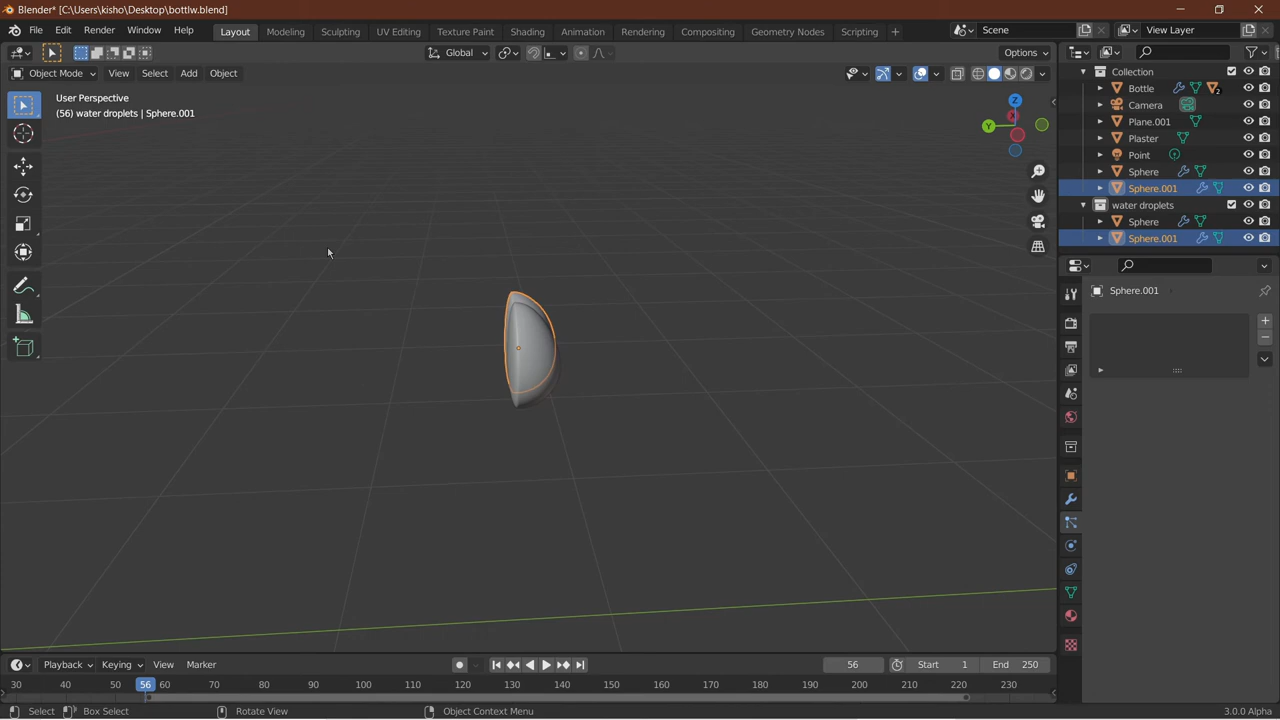 Blender* [C:\Users\kisho\Desktop\bottlw.blend]
File Edit Render Window Help Layout Modeling Sculpting UV Editing Texture Paint Shading Animation Rendering Compositing Geometry Nodes Scripting + Scene View Layer
Global Options
Object Mode View Select Add Object
User Perspective
(56) water droplets | Sphere.001
Z
X
Y
Collection
Bottle 2
Camera
Plane.001
Plaster
Point
Sphere
Sphere.001
water droplets
Sphere
Sphere.001
Sphere.001
Playback Keying View Marker 56 Start 1 End 250
30 40 50 56 60 70 80 90 100 110 120 130 140 150 160 170 180 190 200 210 220 230
Select Box Select Rotate View Object Context Menu 3.0.0 Alpha